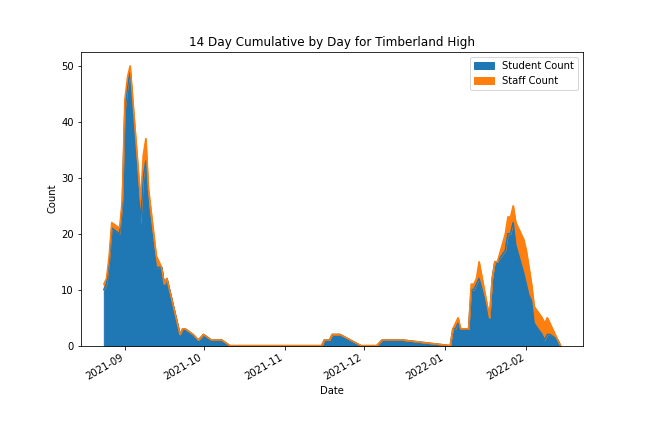 14 Day Cumulative by Day for Timberland High
Student Count
Staff Count
50
40
30
20
10
0
Count
2021-09
2021-10
2021-11
2021-12
2022-01
2022-02
Date